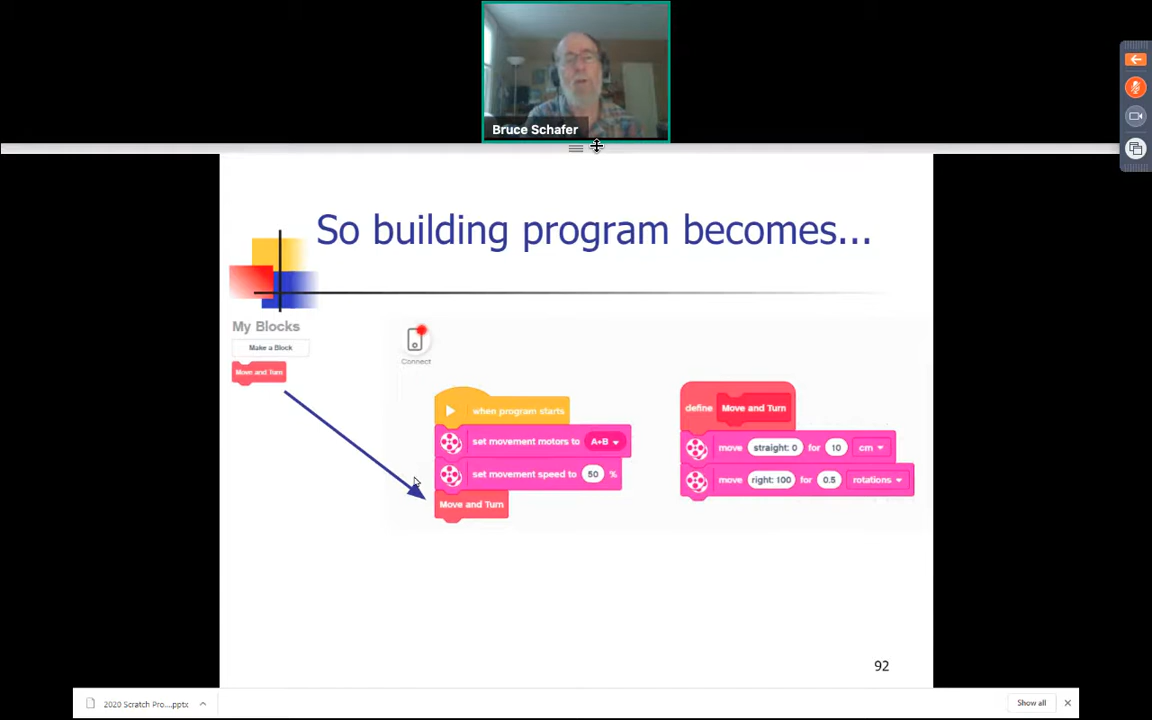 Bruce Schafer
So building program becomes...
My Blocks
Make a Block
Move and Turn
Connect
when program starts
set movement motors to A+B
set movement speed to 50 %
Move and Turn
define Move and Turn
move straight: 0 for 10 cm
move right: 100 for 0.5 rotations
92
2020 Scratch Pro....pptx
Show all